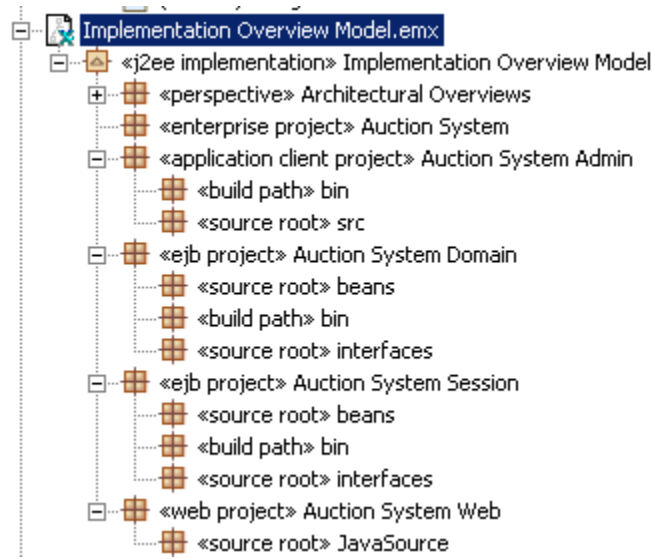 Implementation Overview Model.emx
«j2ee implementation» Implementation Overview Model
«perspective» Architectural Overviews
«enterprise project» Auction System
«application client project» Auction System Admin
«build path» bin
«source root» src
«ejb project» Auction System Domain
«source root» beans
«build path» bin
«source root» interfaces
«ejb project» Auction System Session
«source root» beans
«build path» bin
«source root» interfaces
«web project» Auction System Web
«source root» JavaSource